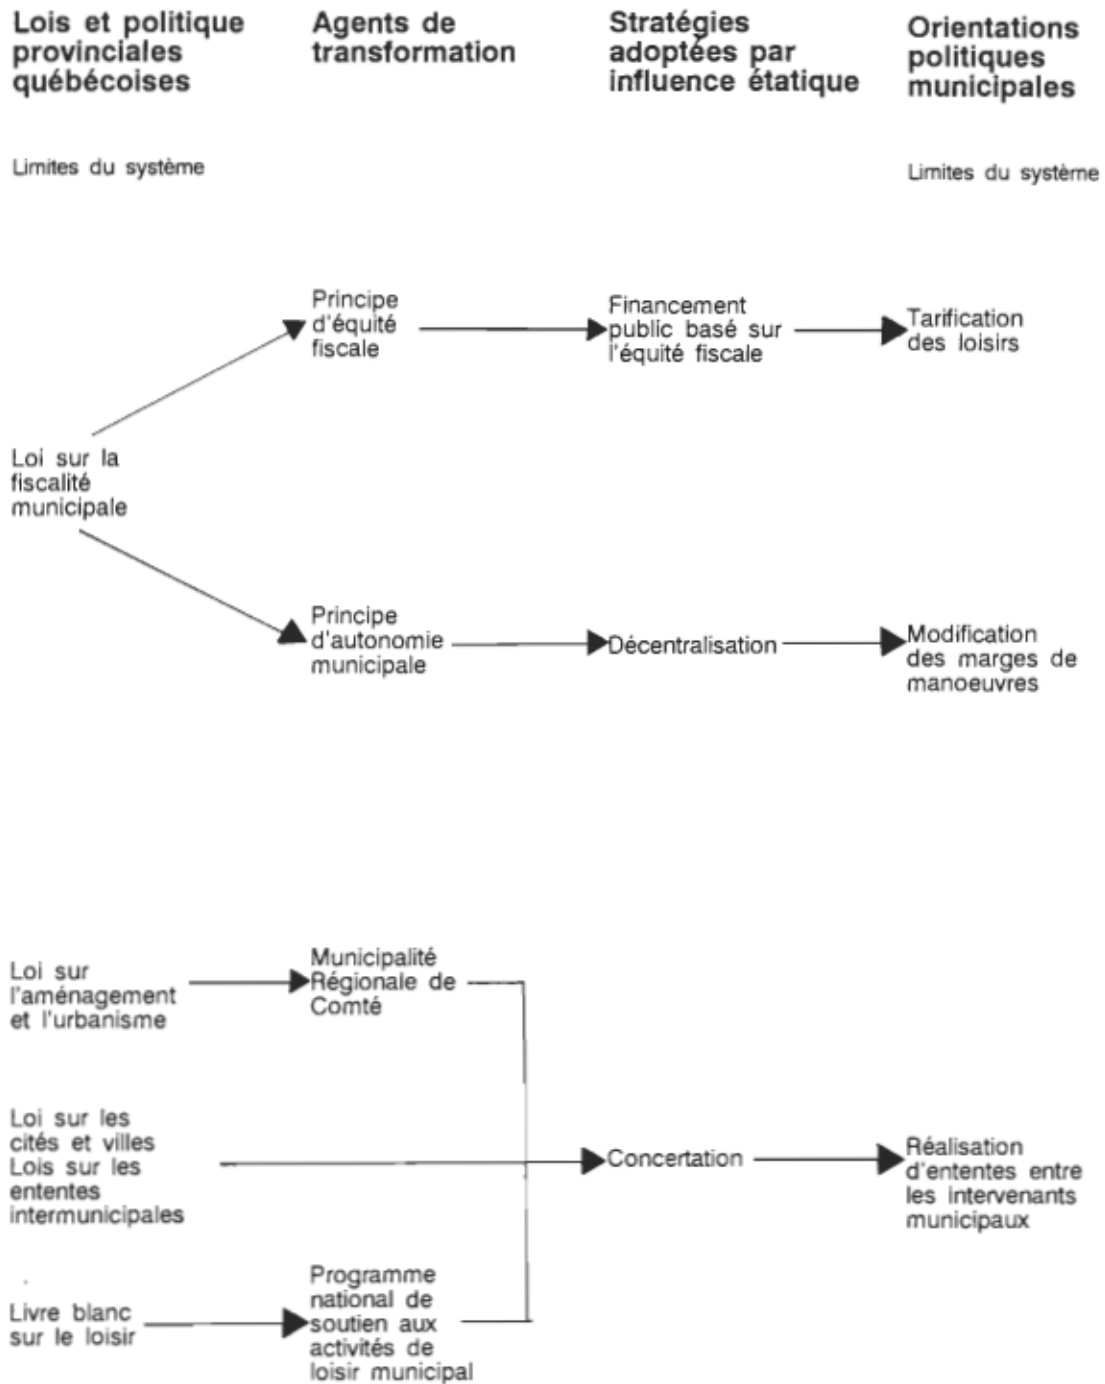 Lois et politique
provinciales
québécoises
Agents de
transformation
Stratégies
adoptées par
influence étatique
Orientations
politiques
municipales
Limites du système
Limites du système
Principe
d'équité
fiscale
Financement
public basé sur
l'équité fiscale
Tarification
des loisirs
Loi sur la
fiscalité
municipale
Principe
d'autonomie
municipale
Décentralisation
Modification
des marges de
manoeuvres
Loi sur
l'aménagement
et l'urbanisme
Municipalité
Régionale de
Comté
Loi sur les
cités et villes
Lois sur les
ententes
intermunicipales
Concertation
Réalisation
d'ententes entre
les intervenants
municipaux
Livre blanc
sur le loisir
Programme
national de
soutien aux
activités de
loisir municipal